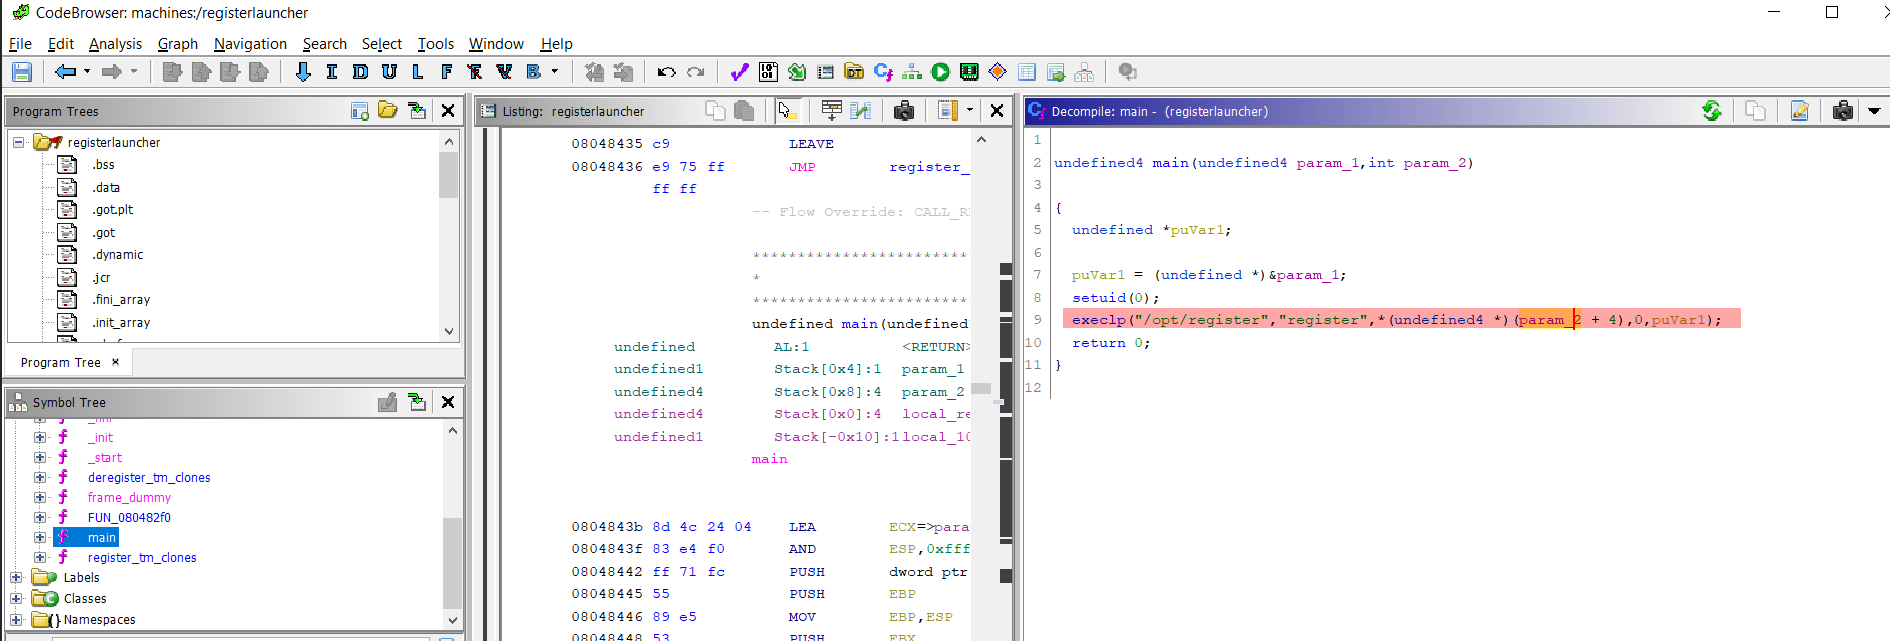 CodeBrowser: machines:/registerlauncher
File Edit Analysis Graph Navigation Search Select Tools Window Help
I D U L F V B
Program Trees
registerlauncher
.bss
.data
.got.plt
.got
.dynamic
.jcr
.fini_array
.init_array
Program Tree ×
Symbol Tree
_init
_start
deregister_tm_clones
frame_dummy
FUN_080482f0
main
register_tm_clones
Labels
Classes
Namespaces
Listing: registerlauncher
08048435 c9 LEAVE
08048436 e9 75 ff JMP register_
ff ff
-- Flow Override: CALL_R
*************************
*
*************************
undefined main(undefined
undefined AL:1 <RETURN>
undefined1 Stack[0x4]:1 param_1
undefined4 Stack[0x8]:4 param_2
undefined4 Stack[0x0]:4 local_re
undefined1 Stack[-0x10]:1 local_10
main
0804843b 8d 4c 24 04 LEA ECX=>para
0804843f 83 e4 f0 AND ESP,0xfff
08048442 ff 71 fc PUSH dword ptr
08048445 55 PUSH EBP
08048446 89 e5 MOV EBP,ESP
08048448 53 PUSH EBX
Decompile: main - (registerlauncher)
1
2 undefined4 main(undefined4 param_1,int param_2)
3
4 {
5 undefined *puVar1;
6
7 puVar1 = (undefined *)&param_1;
8 setuid(0);
9 execlp("/opt/register","register",*(undefined4 *)(param_2 + 4),0,puVar1);
10 return 0;
11 }
12